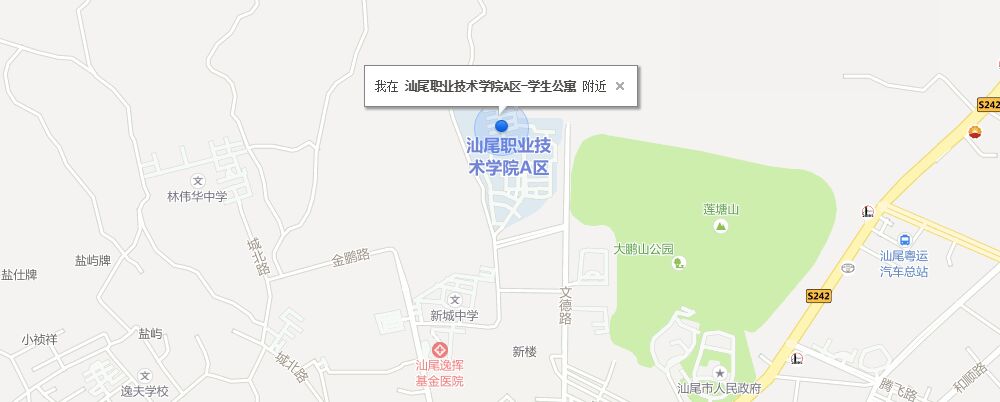 我在 汕尾职业技术学院A区-学生公寓 附近
S242
汕尾职业技
术学院A区
林伟华中学
莲塘山
大鹏山公园
汕尾粤运
汽车总站
城北路
金鹏路
盐屿牌
盐仕牌
S242
文德路
新城中学
小祯祥
盐屿
新楼
城北路
汕尾逸挥
基金医院
逸夫学校
汕尾市人民政府
腾飞路
和顺路